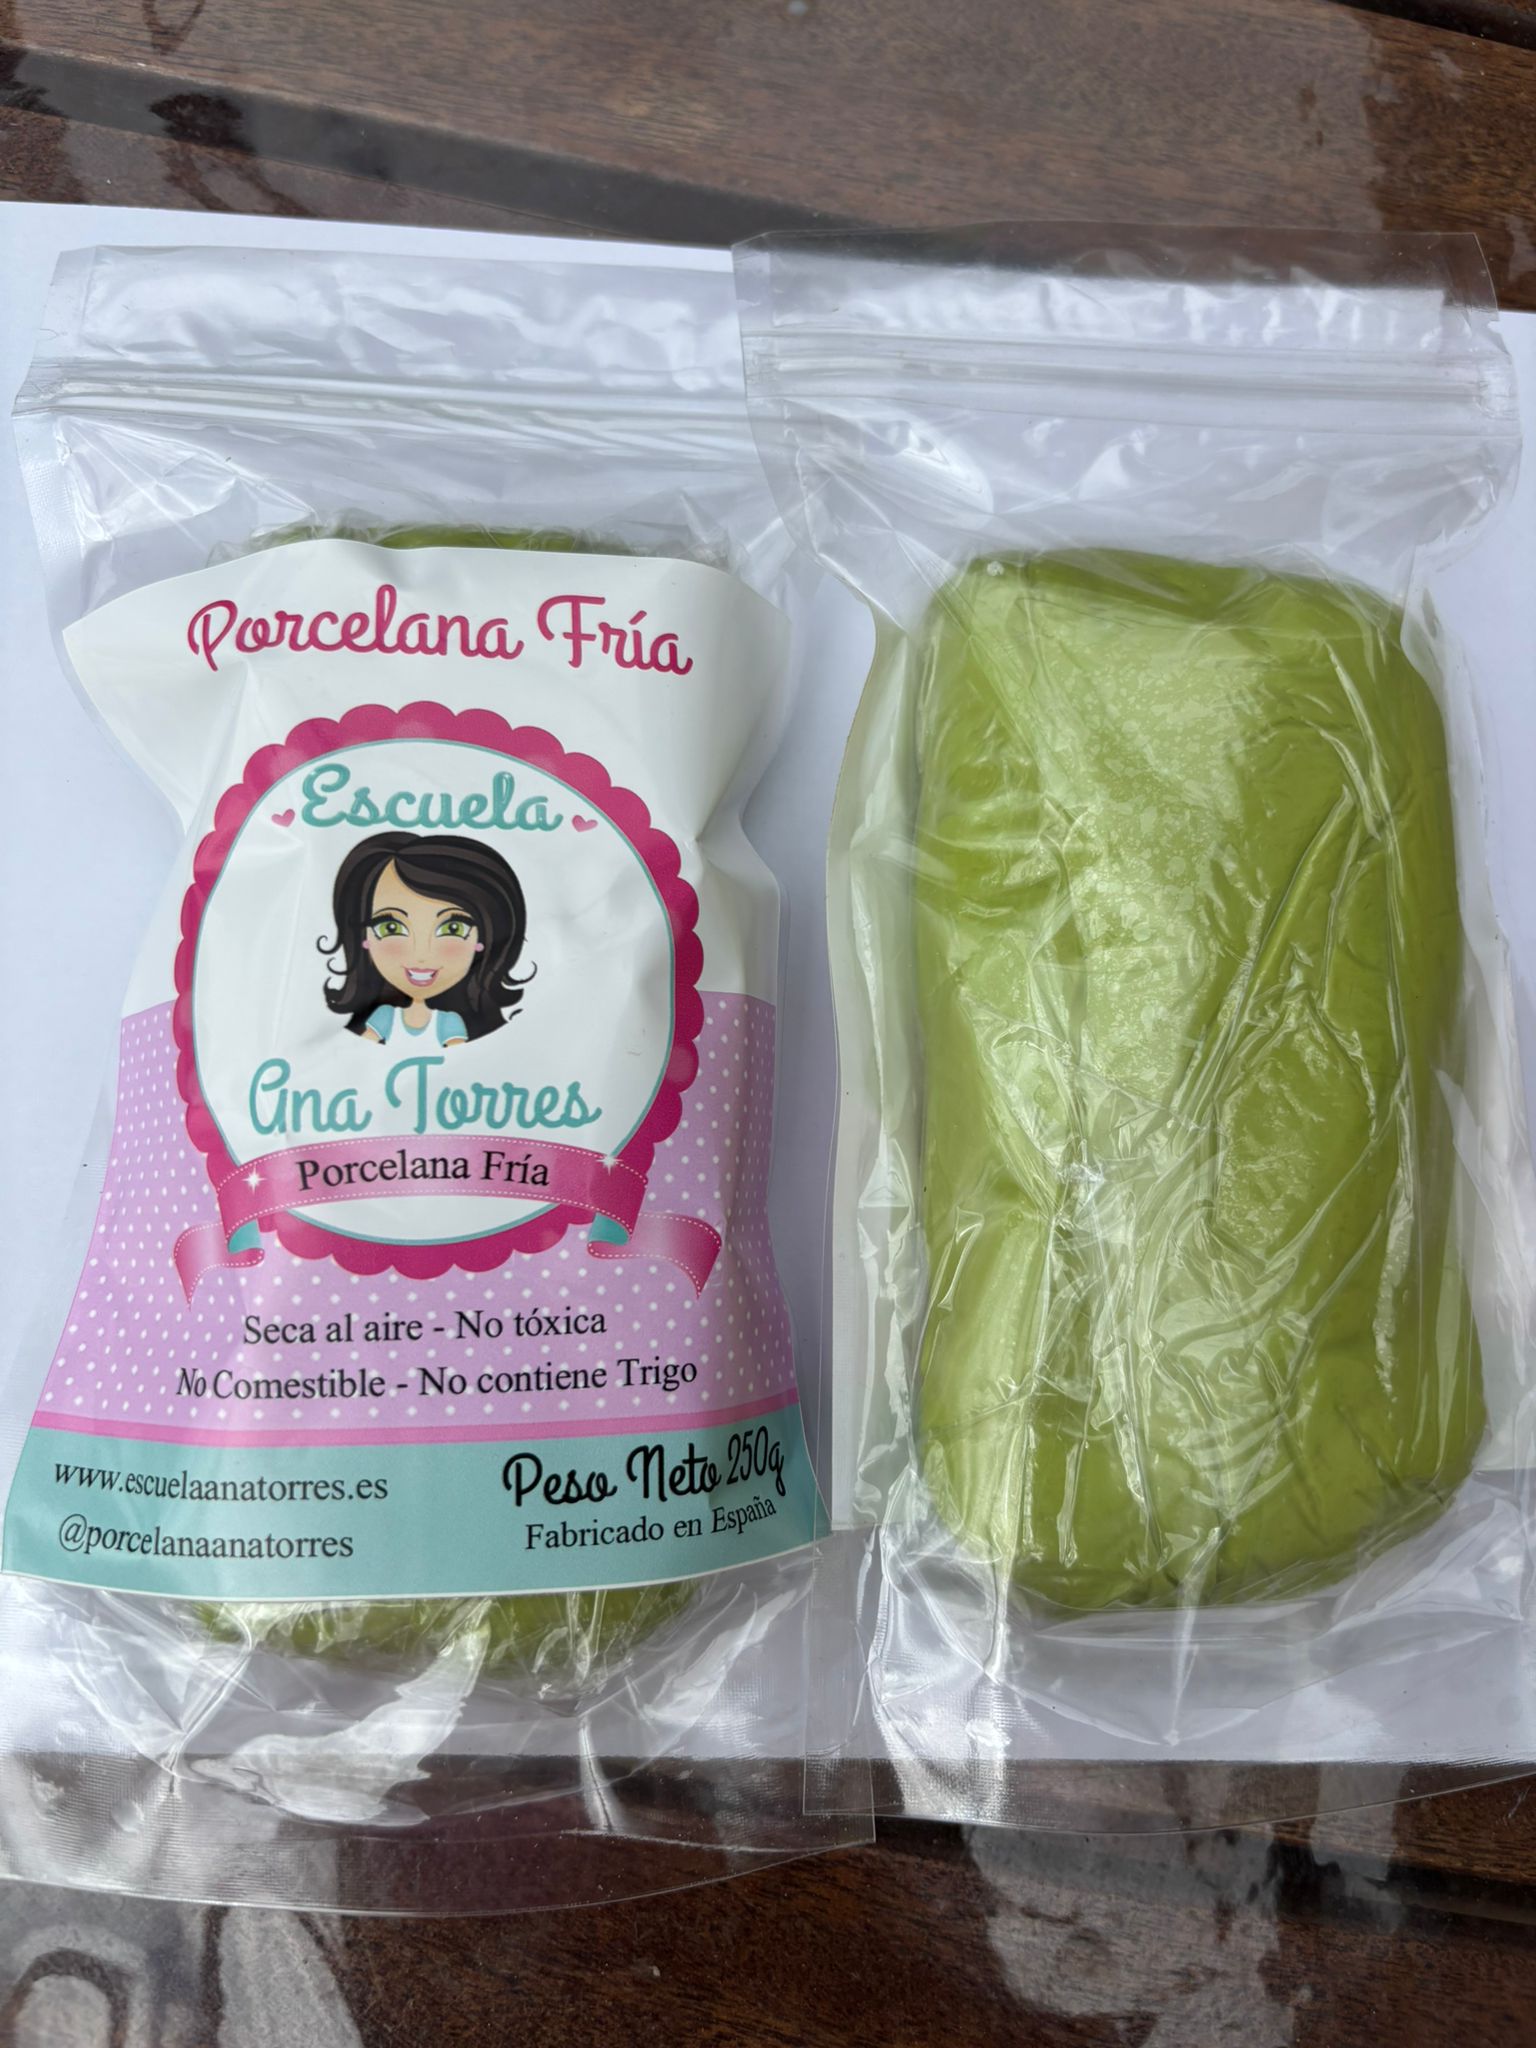 Porcelana Fría
Escuela
Ana Torres
Porcelana Fría
Seca al aire - No tóxica
No Comestible - No contiene Trigo
www.escuelaanatorres.es
@porcelanaanatorres
Peso Neto 250g
Fabricado en España